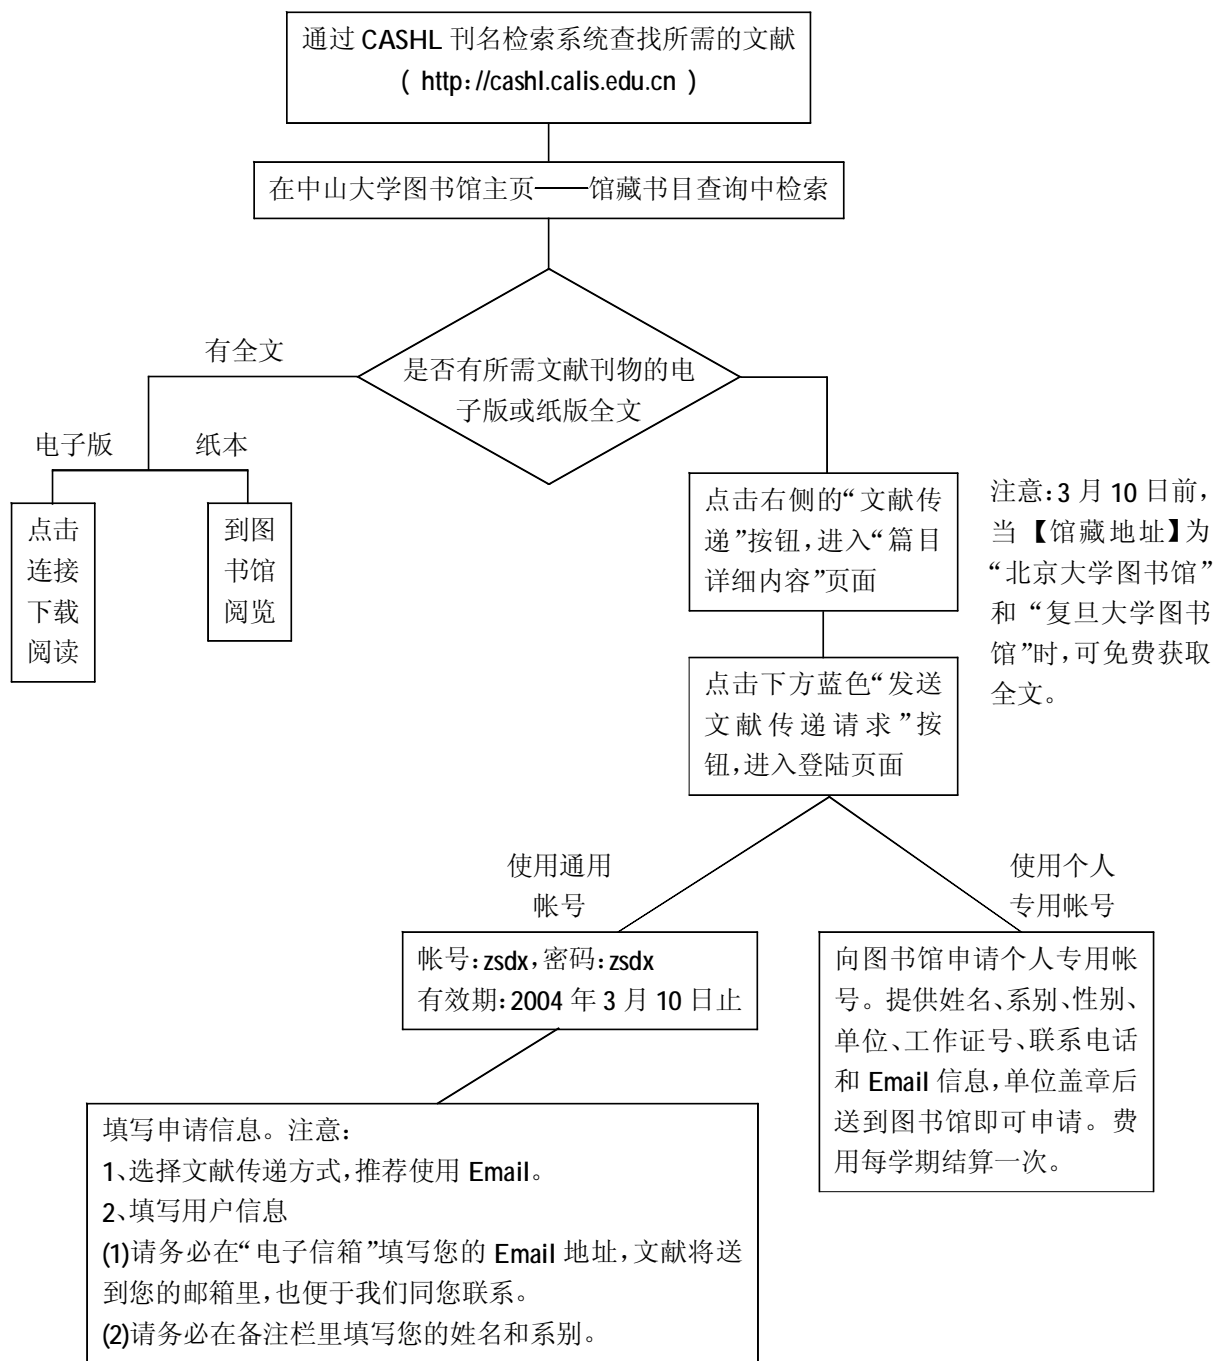 通过 CASHL 刊名检索系统查找所需的文献
( http://cashl.calis.edu.cn )
在中山大学图书馆主页——馆藏书目查询中检索
有全文
是否有所需文献刊物的电
子版或纸版全文
电子版
纸本
点击
连接
下载
阅读
到图
书馆
阅览
点击右侧的“文献传
递”按钮,进入“篇目
详细内容”页面
注意:3 月 10 日前,
当【馆藏地址】为
“北京大学图书馆”
和“复旦大学图书
馆”时,可免费获取
全文。
点击下方蓝色“发送
文献传递请求”按
钮,进入登陆页面
使用通用
帐号
使用个人
专用帐号
帐号:zsdx,密码:zsdx
有效期:2004 年 3 月 10 日止
向图书馆申请个人专用帐
号。提供姓名、系别、性别、
单位、工作证号、联系电话
和 Email 信息,单位盖章后
送到图书馆即可申请。费
用每学期结算一次。
填写申请信息。注意:
1、选择文献传递方式,推荐使用 Email。
2、填写用户信息
(1)请务必在“电子信箱”填写您的 Email 地址,文献将送
到您的邮箱里,也便于我们同您联系。
(2)请务必在备注栏里填写您的姓名和系别。